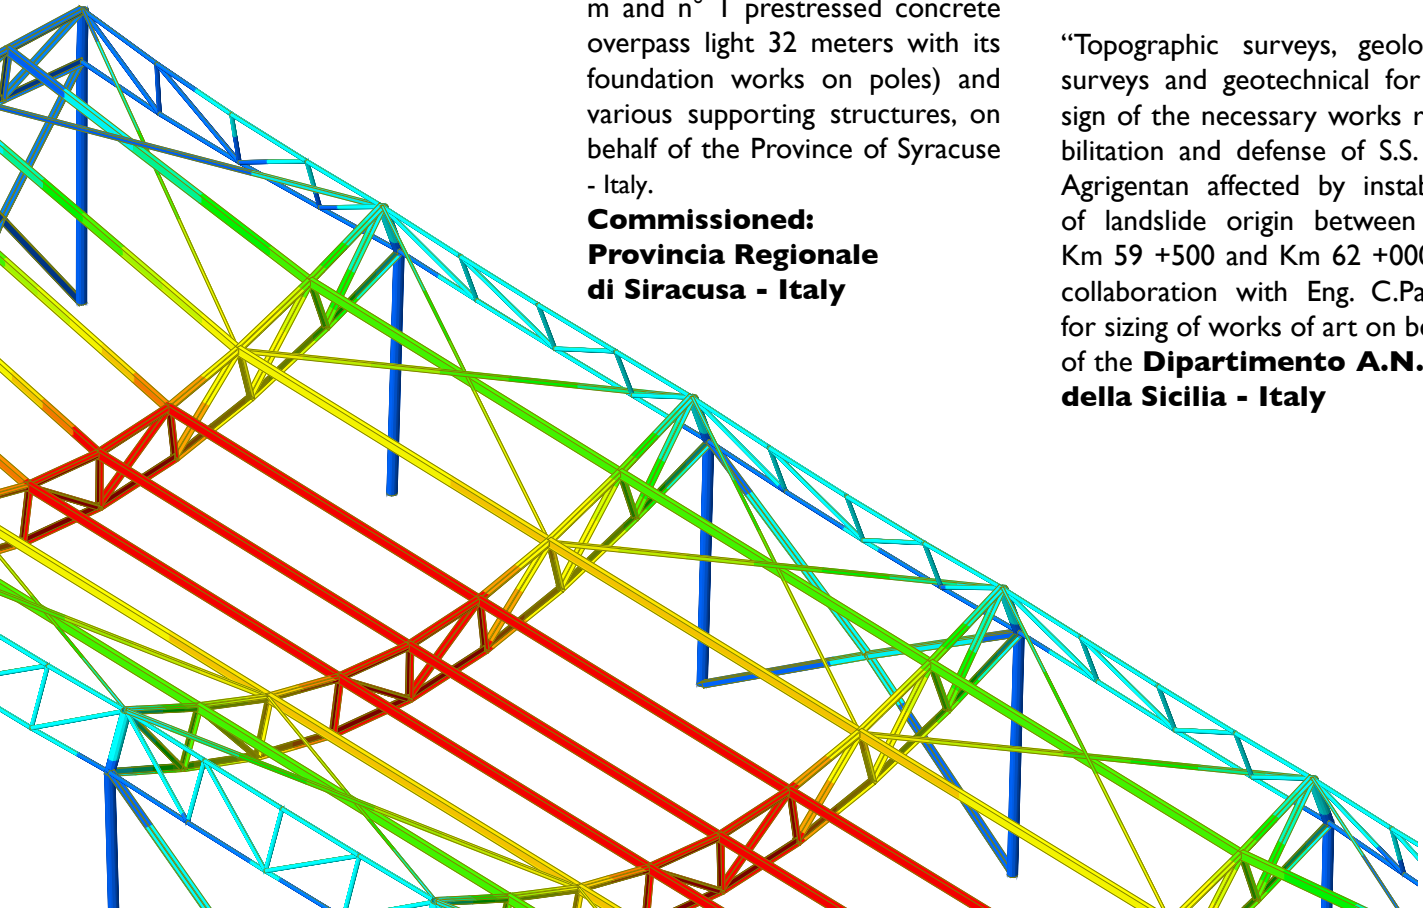 m and n° 1 prestressed concrete
overpass light 32 meters with its
foundation works on poles) and
various supporting structures, on
behalf of the Province of Syracuse
- Italy.
Commissioned:
Provincia Regionale
di Siracusa - Italy
“Topographic surveys, geolo
surveys and geotechnical for
sign of the necessary works r
bilitation and defense of S.S.
Agrigentan affected by instab
of landslide origin between
Km 59 +500 and Km 62 +000
collaboration with Eng. C.Pa
for sizing of works of art on be
of the Dipartimento A.N.
della Sicilia - Italy